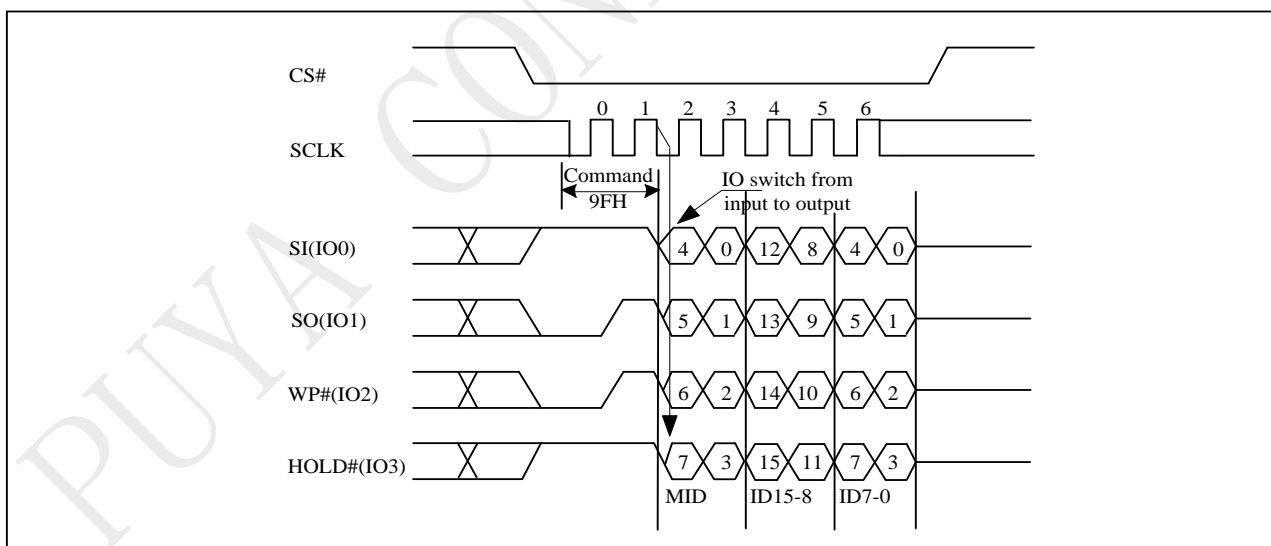 PUYA CON
CS#
0 1 2 3 4 5 6
SCLK
Command
9FH
IO switch from
input to output
SI(IO0) 4 0 12 8 4 0
SO(IO1) 5 1 13 9 5 1
WP#(IO2) 6 2 14 10 6 2
HOLD#(IO3) 7 3 15 11 7 3
MID ID15-8 ID7-0